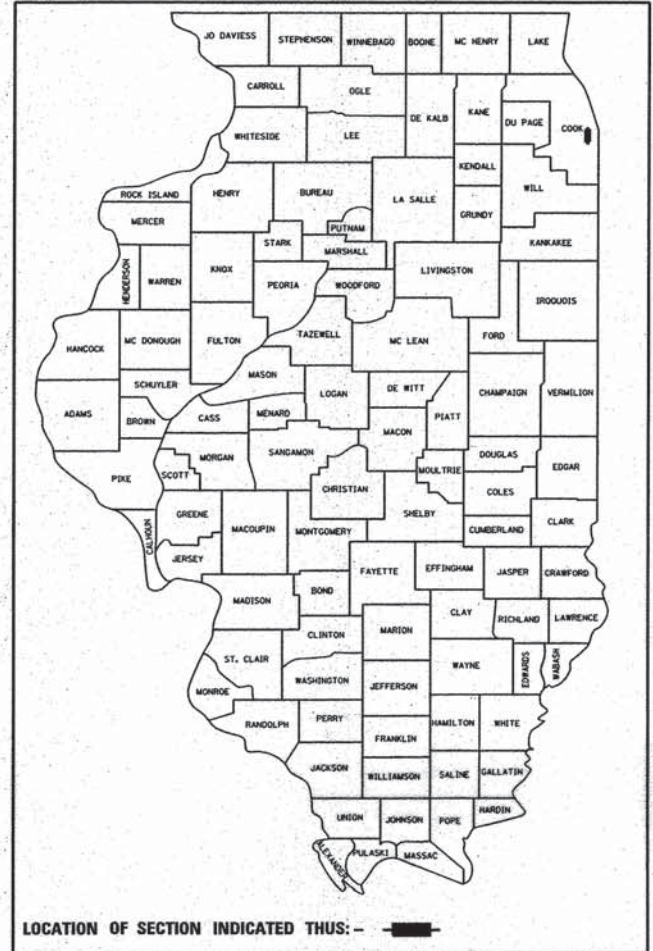 JO DAVIESS STEPHENSON WINNEBAGO BOONE MC HENRY LAKE
CARROLL OGLE DE KALB KANE DU PAGE COOK
WHITESIDE LEE
KENDALL WILL
ROCK ISLAND HENRY BUREAU LA SALLE GRUNDY
MERCER PUTNAM
STARK MARSHALL KANKAKEE
HENDERSON WARREN KNOX PEORIA WOODFORD LIVINGSTON
IROQUOIS
HANCOCK MC DONOUGH FULTON TAZEWELL MC LEAN FORD
MASON
SCHUYLER LOGAN DE WITT CHAMPAIGN VERMILION
ADAMS BROWN CASS MENARD MACON PIATT
MORGAN SANGAMON DOUGLAS
PIKE SCOTT CHRISTIAN MOULTRIE EDGAR
COLES
GREENE MACOUPIN MONTGOMERY SHELBY CUMBERLAND CLARK
CALHOUN
JERSEY FAYETTE EFFINGHAM JASPER CRAWFORD
MADISON BOND
CLAY RICHLAND LAWRENCE
CLINTON MARION
ST. CLAIR WAYNE EDWARDS WABASH
WASHINGTON JEFFERSON
MONROE
RANDOLPH PERRY HAMILTON WHITE
FRANKLIN
JACKSON WILLIAMSON SALINE GALLATIN
UNION JOHNSON POPE HARDIN
ALEXANDER PULASKI MASSAC
LOCATION OF SECTION INDICATED THUS: -